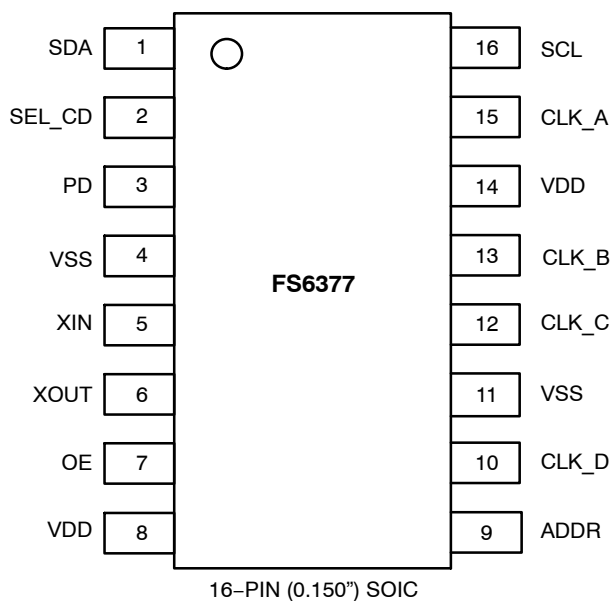 SDA 1 16 SCL
SEL_CD 2 15 CLK_A
PD 3 14 VDD
VSS 4 13 CLK_B
FS6377
XIN 5 12 CLK_C
XOUT 6 11 VSS
OE 7 10 CLK_D
VDD 8 9 ADDR
16−PIN (0.150”) SOIC